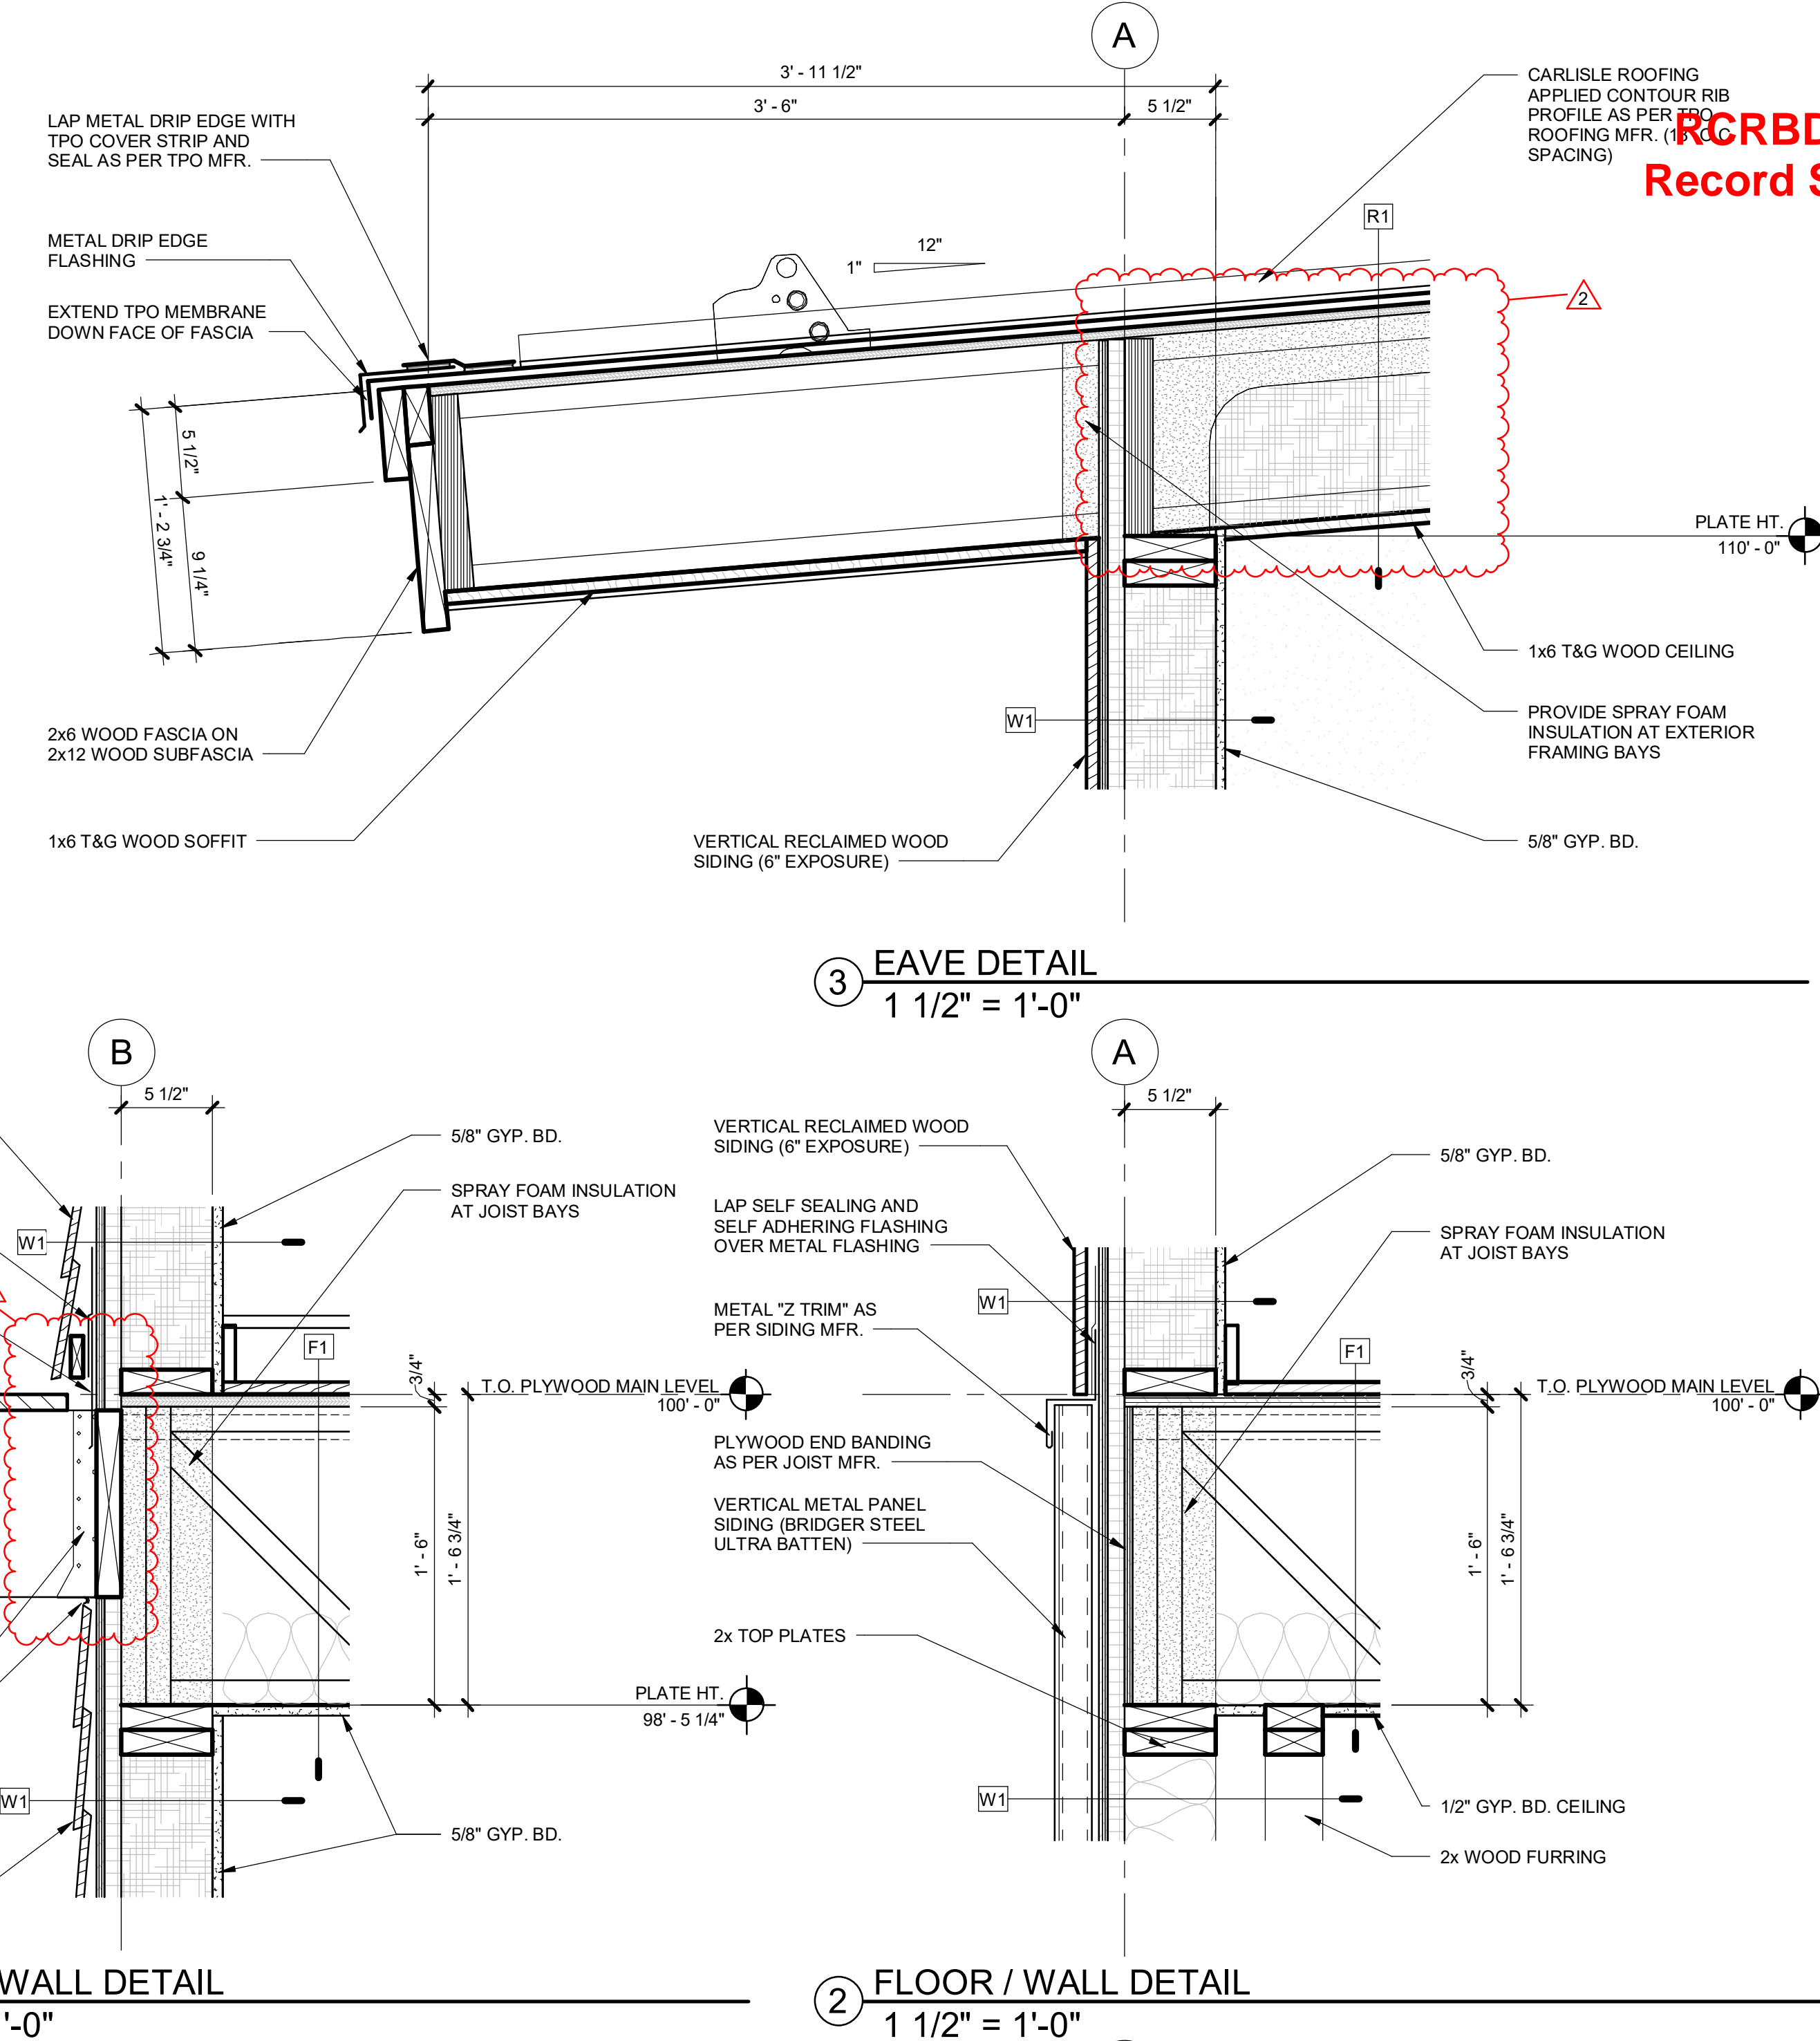 A
3' - 11 1/2"
3' - 6"
5 1/2"
LAP METAL DRIP EDGE WITH
TPO COVER STRIP AND
SEAL AS PER TPO MFR.
CARLISLE ROOFING
APPLIED CONTOUR RIB
PROFILE AS PER TPO
ROOFING MFR. (18" O.C.
SPACING)
RCRBD
Record S
METAL DRIP EDGE
FLASHING
12"
1"
R1
2
EXTEND TPO MEMBRANE
DOWN FACE OF FASCIA
5 1/2"
1' - 2 3/4"
9 1/4"
PLATE HT.
110' - 0"
1x6 T&G WOOD CEILING
W1
PROVIDE SPRAY FOAM
INSULATION AT EXTERIOR
FRAMING BAYS
2x6 WOOD FASCIA ON
2x12 WOOD SUBFASCIA
1x6 T&G WOOD SOFFIT
VERTICAL RECLAIMED WOOD
SIDING (6" EXPOSURE)
5/8" GYP. BD.
3
EAVE DETAIL
1 1/2" = 1'-0"
B
5 1/2"
5/8" GYP. BD.
SPRAY FOAM INSULATION
AT JOIST BAYS
W1
F1
3/4"
T.O. PLYWOOD MAIN LEVEL
100' - 0"
1' - 6"
1' - 6 3/4"
PLATE HT.
98' - 5 1/4"
W1
5/8" GYP. BD.
WALL DETAIL
'-0"
A
5 1/2"
VERTICAL RECLAIMED WOOD
SIDING (6" EXPOSURE)
5/8" GYP. BD.
LAP SELF SEALING AND
SELF ADHERING FLASHING
OVER METAL FLASHING
SPRAY FOAM INSULATION
AT JOIST BAYS
W1
METAL "Z TRIM" AS
PER SIDING MFR.
F1
3/4"
T.O. PLYWOOD MAIN LEVEL
100' - 0"
PLYWOOD END BANDING
AS PER JOIST MFR.
VERTICAL METAL PANEL
SIDING (BRIDGER STEEL
ULTRA BATTEN)
1' - 6"
1' - 6 3/4"
2x TOP PLATES
W1
1/2" GYP. BD. CEILING
2x WOOD FURRING
2
FLOOR / WALL DETAIL
1 1/2" = 1'-0"